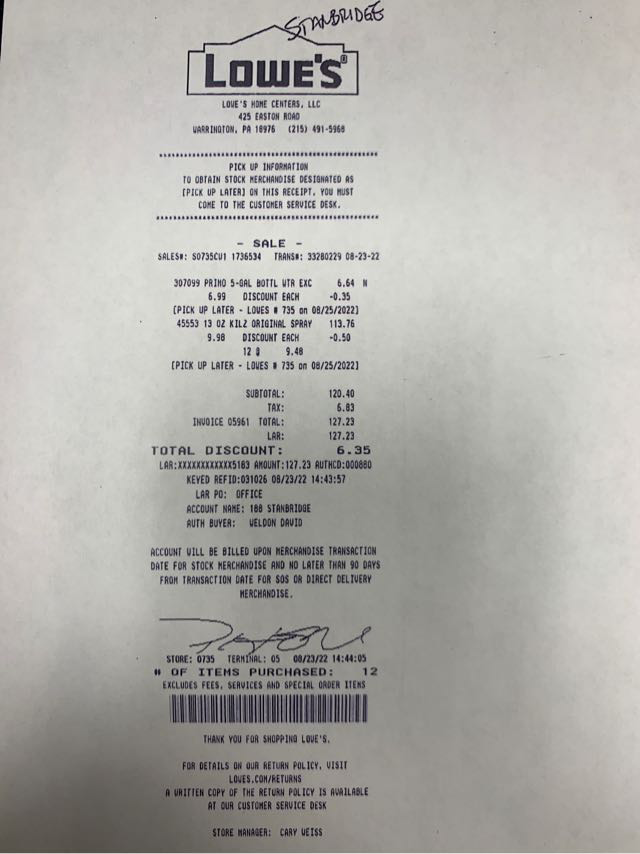 STANBRIDGE
LOWE'S®
LOWE'S HOME CENTERS, LLC
425 EASTON ROAD
WARRINGTON, PA 18976 (215) 491-5968
PICK UP INFORMATION
TO OBTAIN STOCK MERCHANDISE DESIGNATED AS
[PICK UP LATER] ON THIS RECEIPT, YOU MUST
COME TO THE CUSTOMER SERVICE DESK.
- SALE -
SALES#: S0735CU1 1736534 TRANS#: 33280229 08-23-22
307099 PRIMO 5-GAL BOTTL WTR EXC 6.64 N
6.99 DISCOUNT EACH -0.35
[PICK UP LATER - LOWES # 735 on 08/25/2022]
45553 13 OZ KILZ ORIGINAL SPRAY 113.76
9.98 DISCOUNT EACH -0.50
12 @ 9.48
[PICK UP LATER - LOWES # 735 on 08/25/2022]
SUBTOTAL: 120.40
TAX: 6.83
INVOICE 05961 TOTAL: 127.23
LAR: 127.23
TOTAL DISCOUNT: 6.35
LAR:XXXXXXXXXXXX5183 AMOUNT:127.23 AUTHCD:000880
KEYED REFID:031026 08/23/22 14:43:57
LAR PO: OFFICE
ACCOUNT NAME: 188 STANBRIDGE
AUTH BUYER: WELDON DAVID
ACCOUNT WILL BE BILLED UPON MERCHANDISE TRANSACTION
DATE FOR STOCK MERCHANDISE AND NO LATER THAN 90 DAYS
FROM TRANSACTION DATE FOR SOS OR DIRECT DELIVERY
MERCHANDISE.
STORE: 0735 TERMINAL: 05 08/23/22 14:44:05
# OF ITEMS PURCHASED: 12
EXCLUDES FEES, SERVICES AND SPECIAL ORDER ITEMS
THANK YOU FOR SHOPPING LOWE'S.
FOR DETAILS ON OUR RETURN POLICY, VISIT
LOWES.COM/RETURNS
A WRITTEN COPY OF THE RETURN POLICY IS AVAILABLE
AT OUR CUSTOMER SERVICE DESK
STORE MANAGER: CARY WEISS